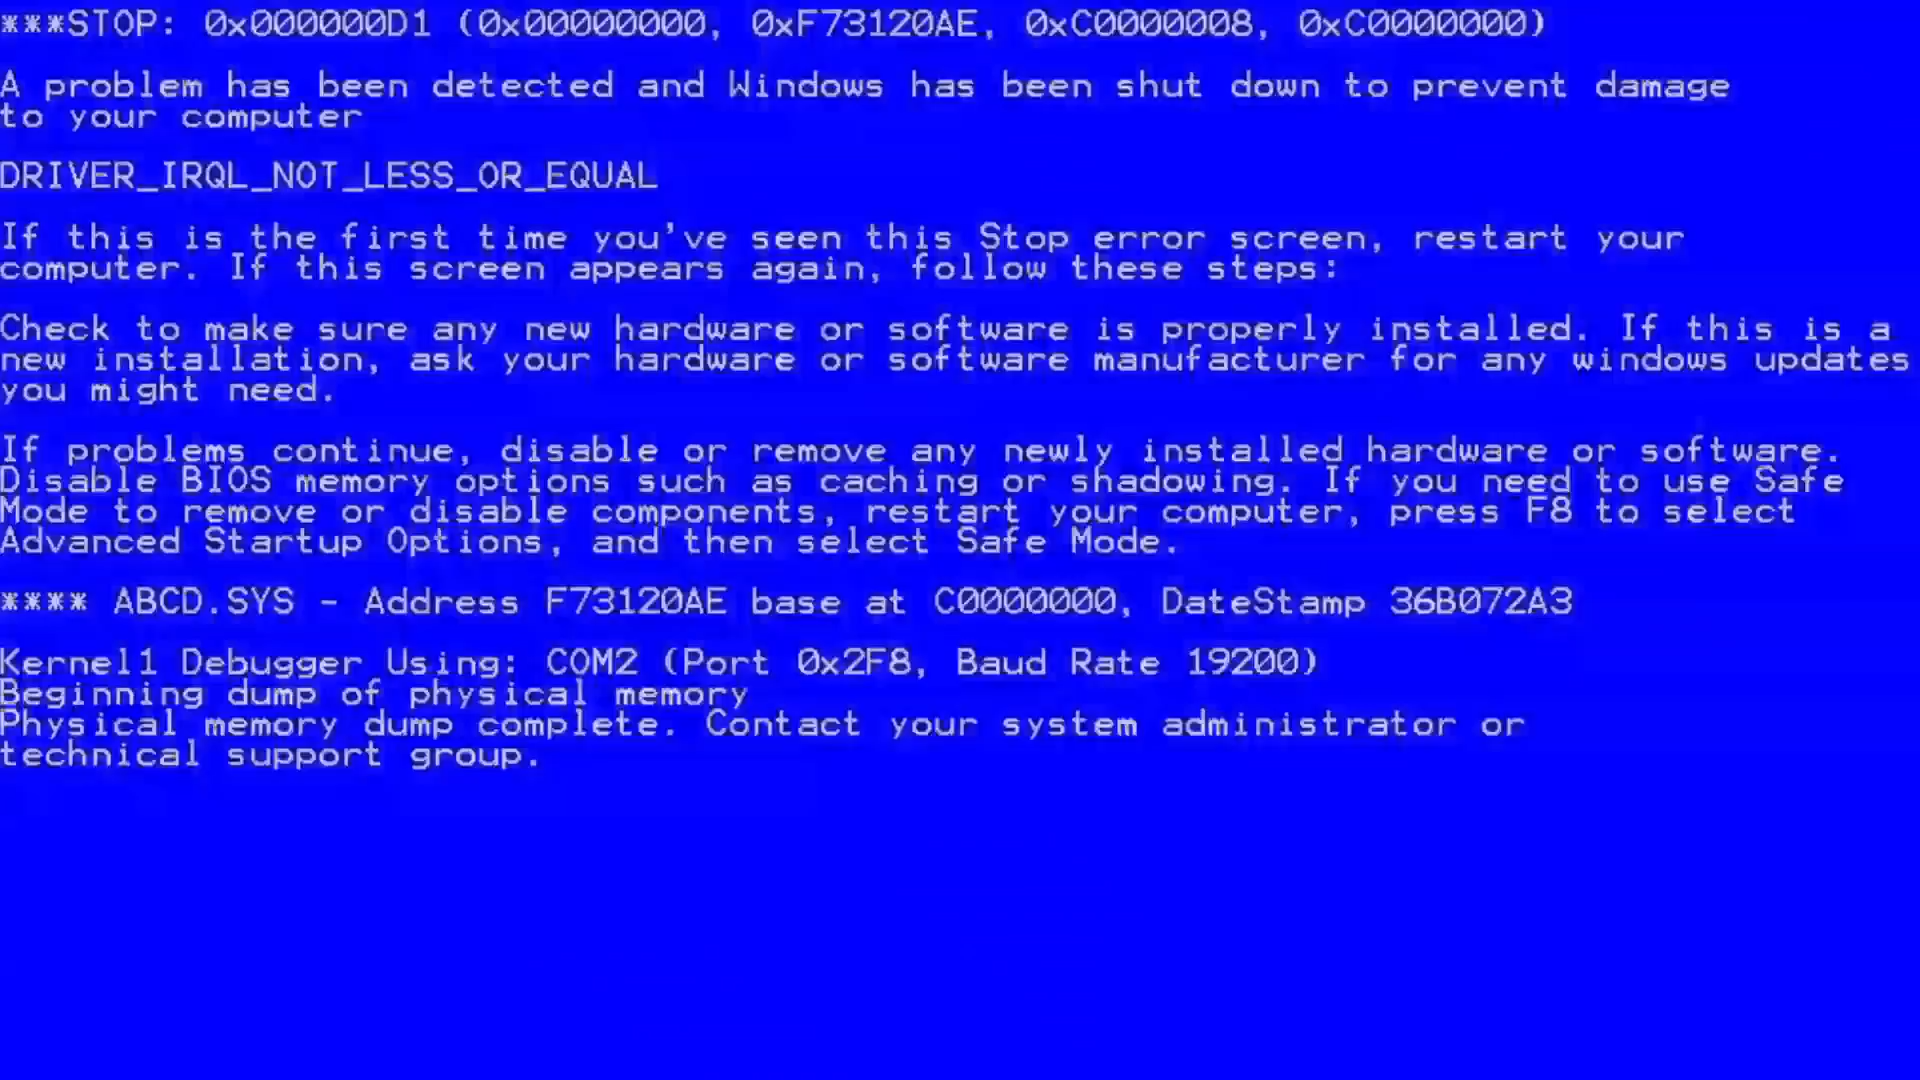 ***STOP: 0x000000D1 (0x00000000, 0xF73120AE, 0xC0000008, 0xC0000000)
A problem has been detected and Windows has been shut down to prevent damage
to your computer
DRIVER_IRQL_NOT_LESS_OR_EQUAL
If this is the first time you've seen this Stop error screen, restart your
computer. If this screen appears again, follow these steps:
Check to make sure any new hardware or software is properly installed. If this is a
new installation, ask your hardware or software manufacturer for any windows updates
you might need.
If problems continue, disable or remove any newly installed hardware or software.
Disable BIOS memory options such as caching or shadowing. If you need to use Safe
Mode to remove or disable components, restart your computer, press F8 to select
Advanced Startup Options, and then select Safe Mode.
**** ABCD.SYS - Address F73120AE base at C0000000, DateStamp 36B072A3
Kernel1 Debugger Using: COM2 (Port 0x2F8, Baud Rate 19200)
Beginning dump of physical memory
Physical memory dump complete. Contact your system administrator or
technical support group.